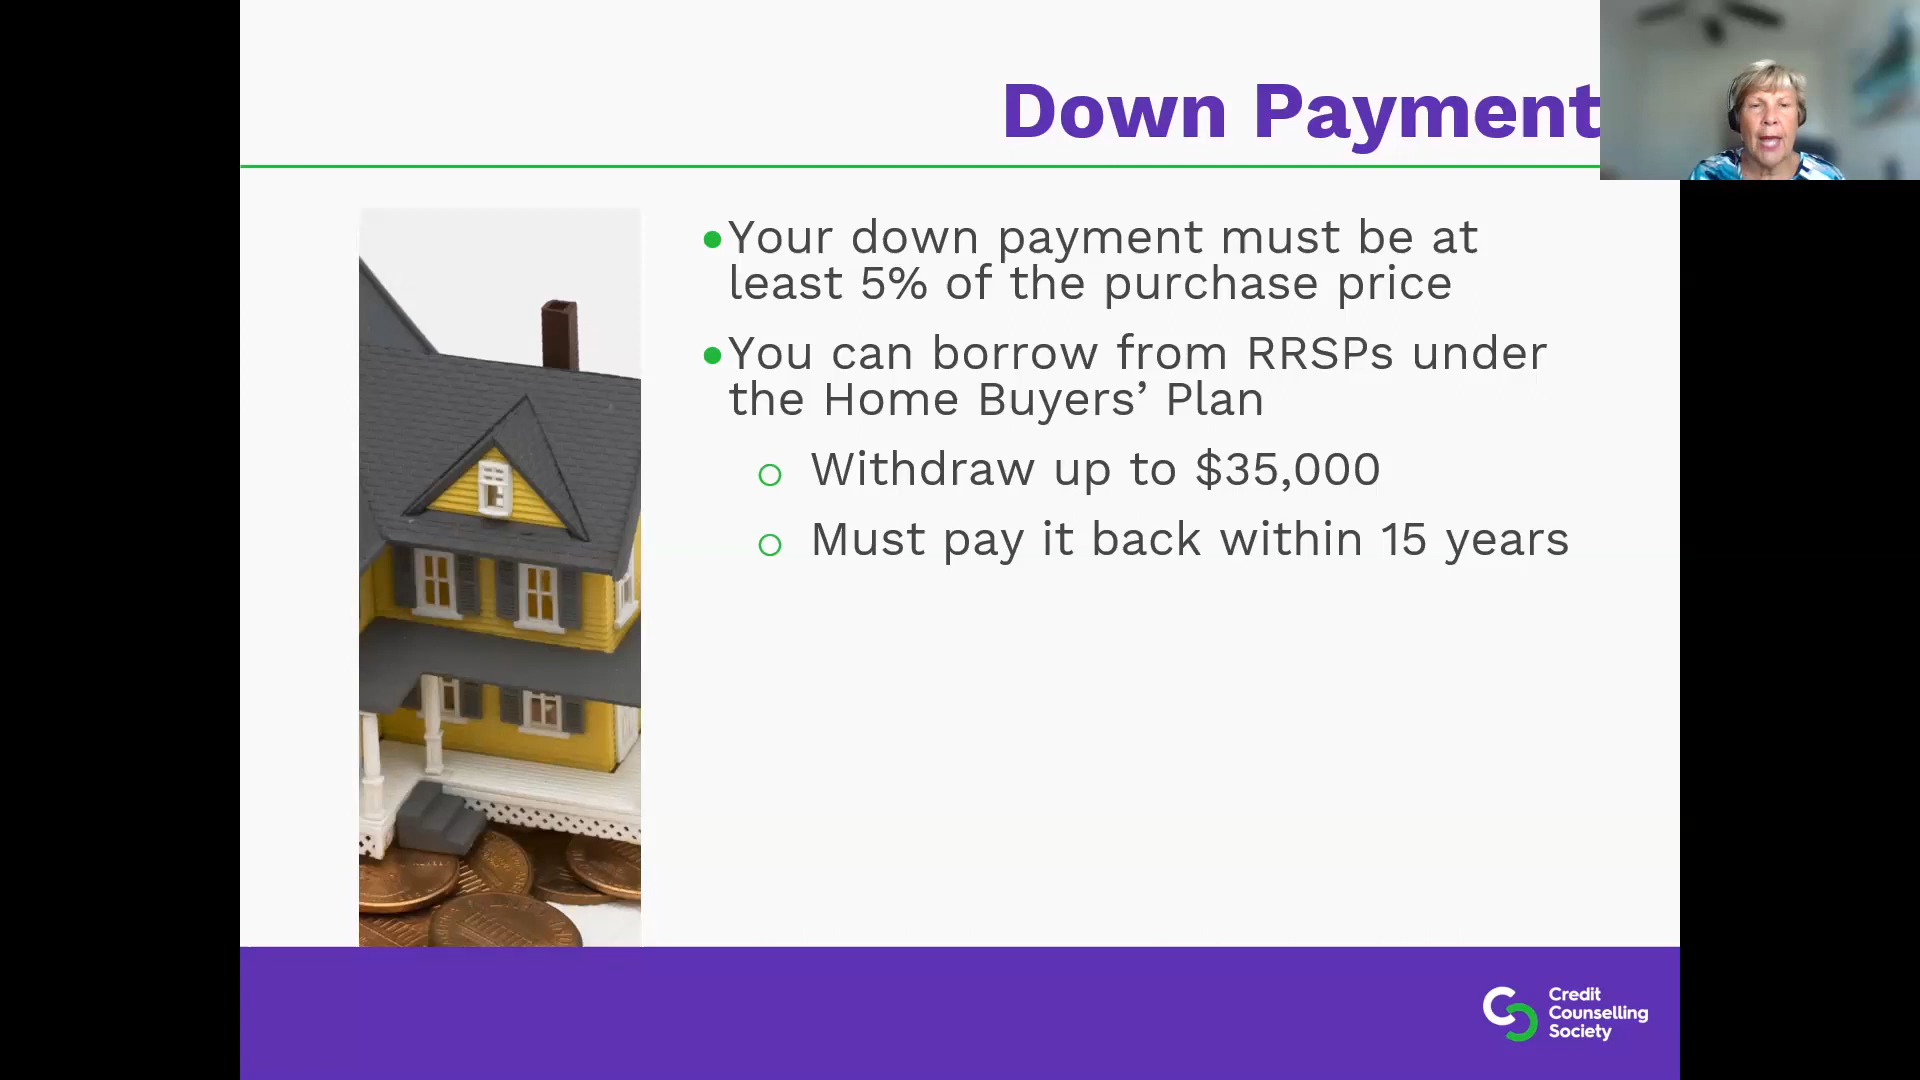 Down Payment
•Your down payment must be at
least 5% of the purchase price
•You can borrow from RRSPs under
the Home Buyers’ Plan
o Withdraw up to $35,000
o Must pay it back within 15 years
Credit
Counselling
Society